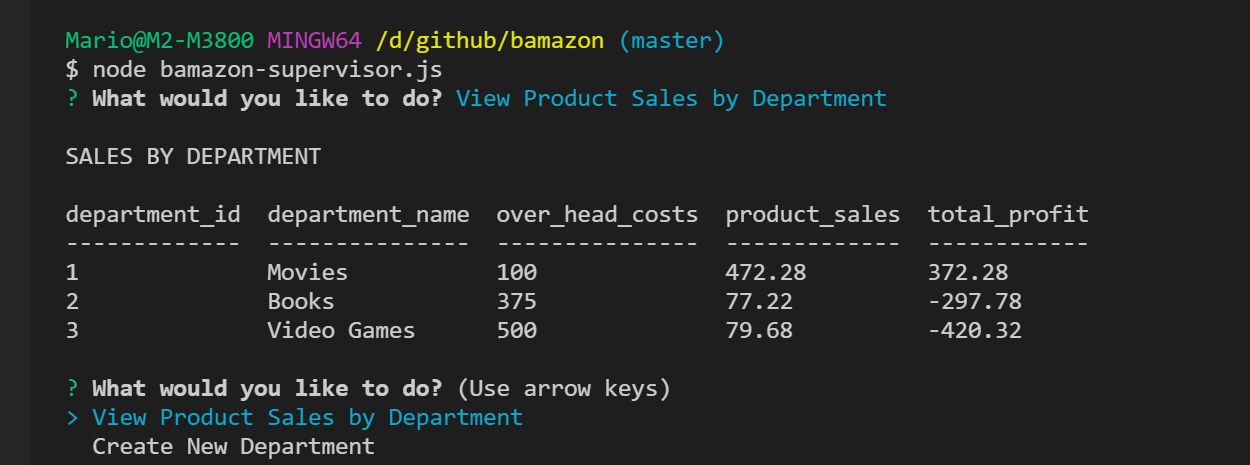 Mario@M2-M3800 MINGW64 /d/github/bamazon (master)
$ node bamazon-supervisor.js
? What would you like to do? View Product Sales by Department
SALES BY DEPARTMENT
department_id  department_name  over_head_costs  product_sales  total_profit
-------------  ---------------  ---------------  -------------  ------------
1              Movies           100              472.28         372.28
2              Books            375              77.22          -297.78
3              Video Games      500              79.68          -420.32
? What would you like to do? (Use arrow keys)
> View Product Sales by Department
  Create New Department